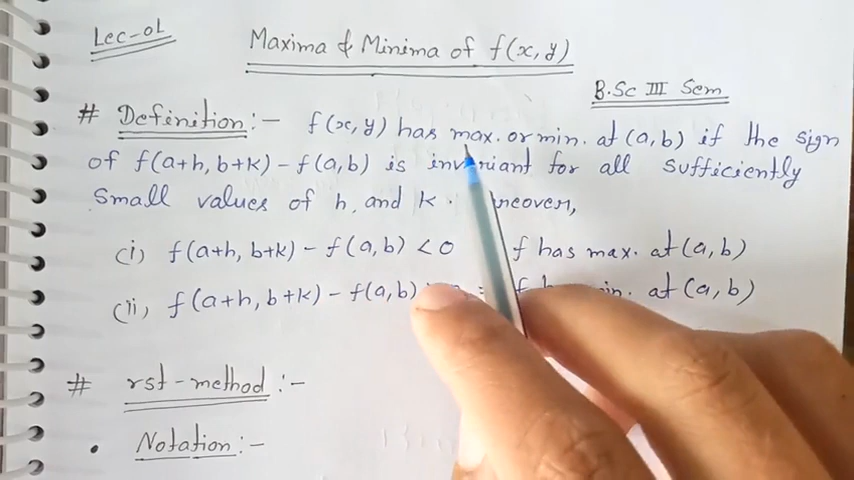 Lec-01
Maxima & Minima of f(x,y)
B.Sc III Sem
# Definition:- f(x,y) has max. or min. at (a,b) if the sign
of f(a+h, b+k) - f(a,b) is invariant for all sufficiently
Small values of h, and k.
(i) f(a+h, b+k) - f(a,b) < 0 f has max. at (a,b)
(ii) f(a+h, b+k) - f(a,b) at (a,b)
# rst-method :-
• Notation:-